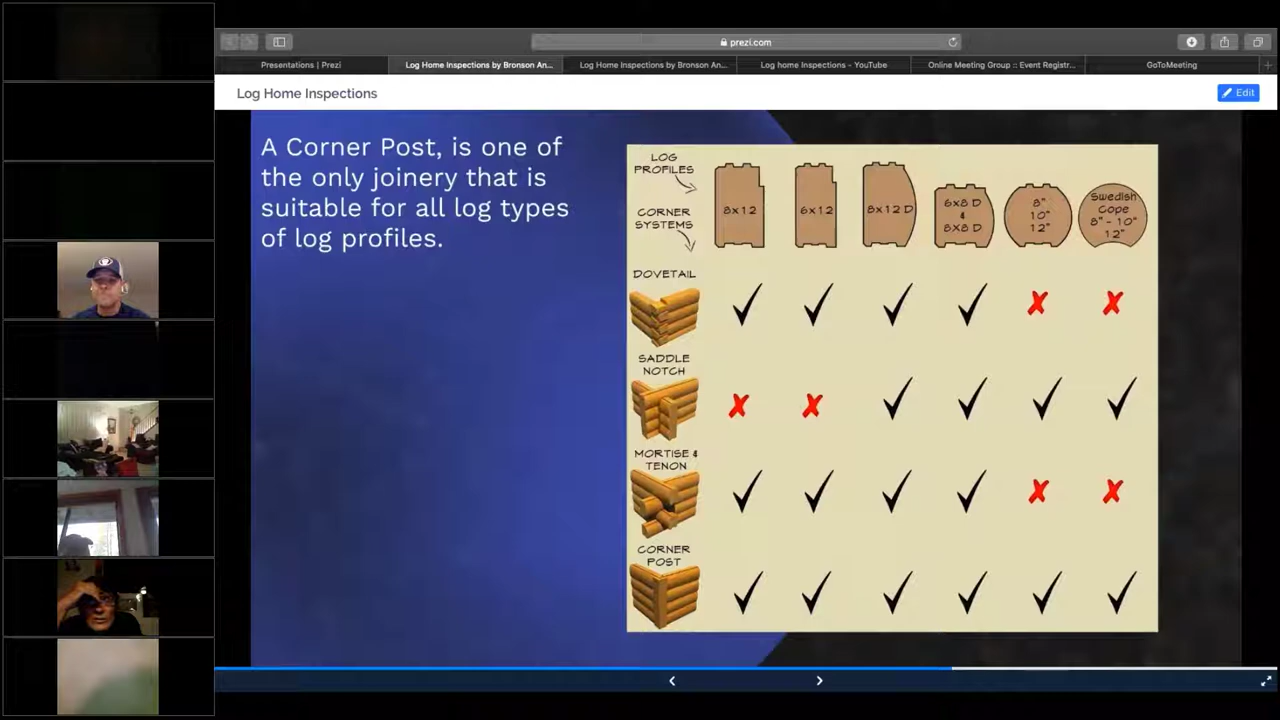 prezi.com
Presentations | Prezi
Log Home Inspections by Bronson An...
Log Home Inspections by Bronson An...
Log home Inspections - YouTube
Online Meeting Group :: Event Registr...
GoToMeeting
Log Home Inspections
Edit
A Corner Post, is one of
the only joinery that is
suitable for all log types
of log profiles.
LOG
PROFILES
CORNER
SYSTEMS
8x12
6x12
8x12 D
6x8 D
&
8X8 D
8"
10"
12"
Swedish
Cope
8" - 10"
12"
DOVETAIL
SADDLE
NOTCH
MORTISE &
TENON
CORNER
POST